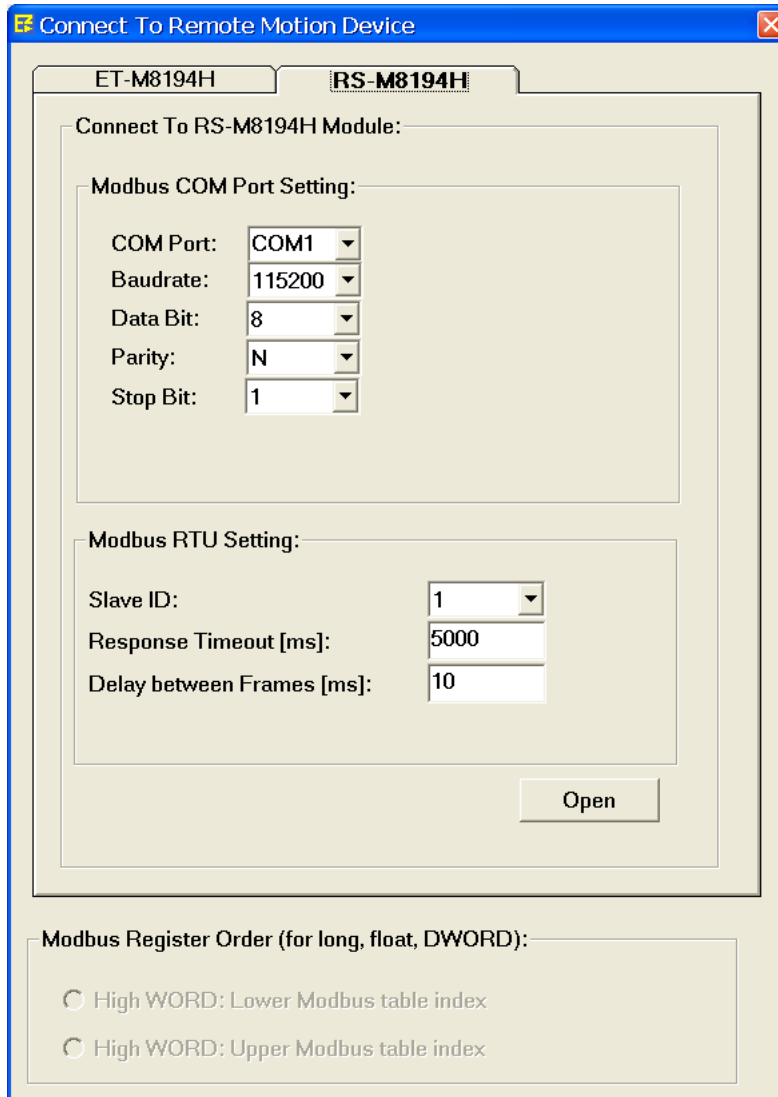 Connect To Remote Motion Device
ET-M8194H RS-M8194H
Connect To RS-M8194H Module:
Modbus COM Port Setting:
COM Port: COM1
Baudrate: 115200
Data Bit: 8
Parity: N
Stop Bit: 1
Modbus RTU Setting:
Slave ID: 1
Response Timeout [ms]: 5000
Delay between Frames [ms]: 10
Open
Modbus Register Order (for long, float, DWORD):
High WORD: Lower Modbus table index
High WORD: Upper Modbus table index